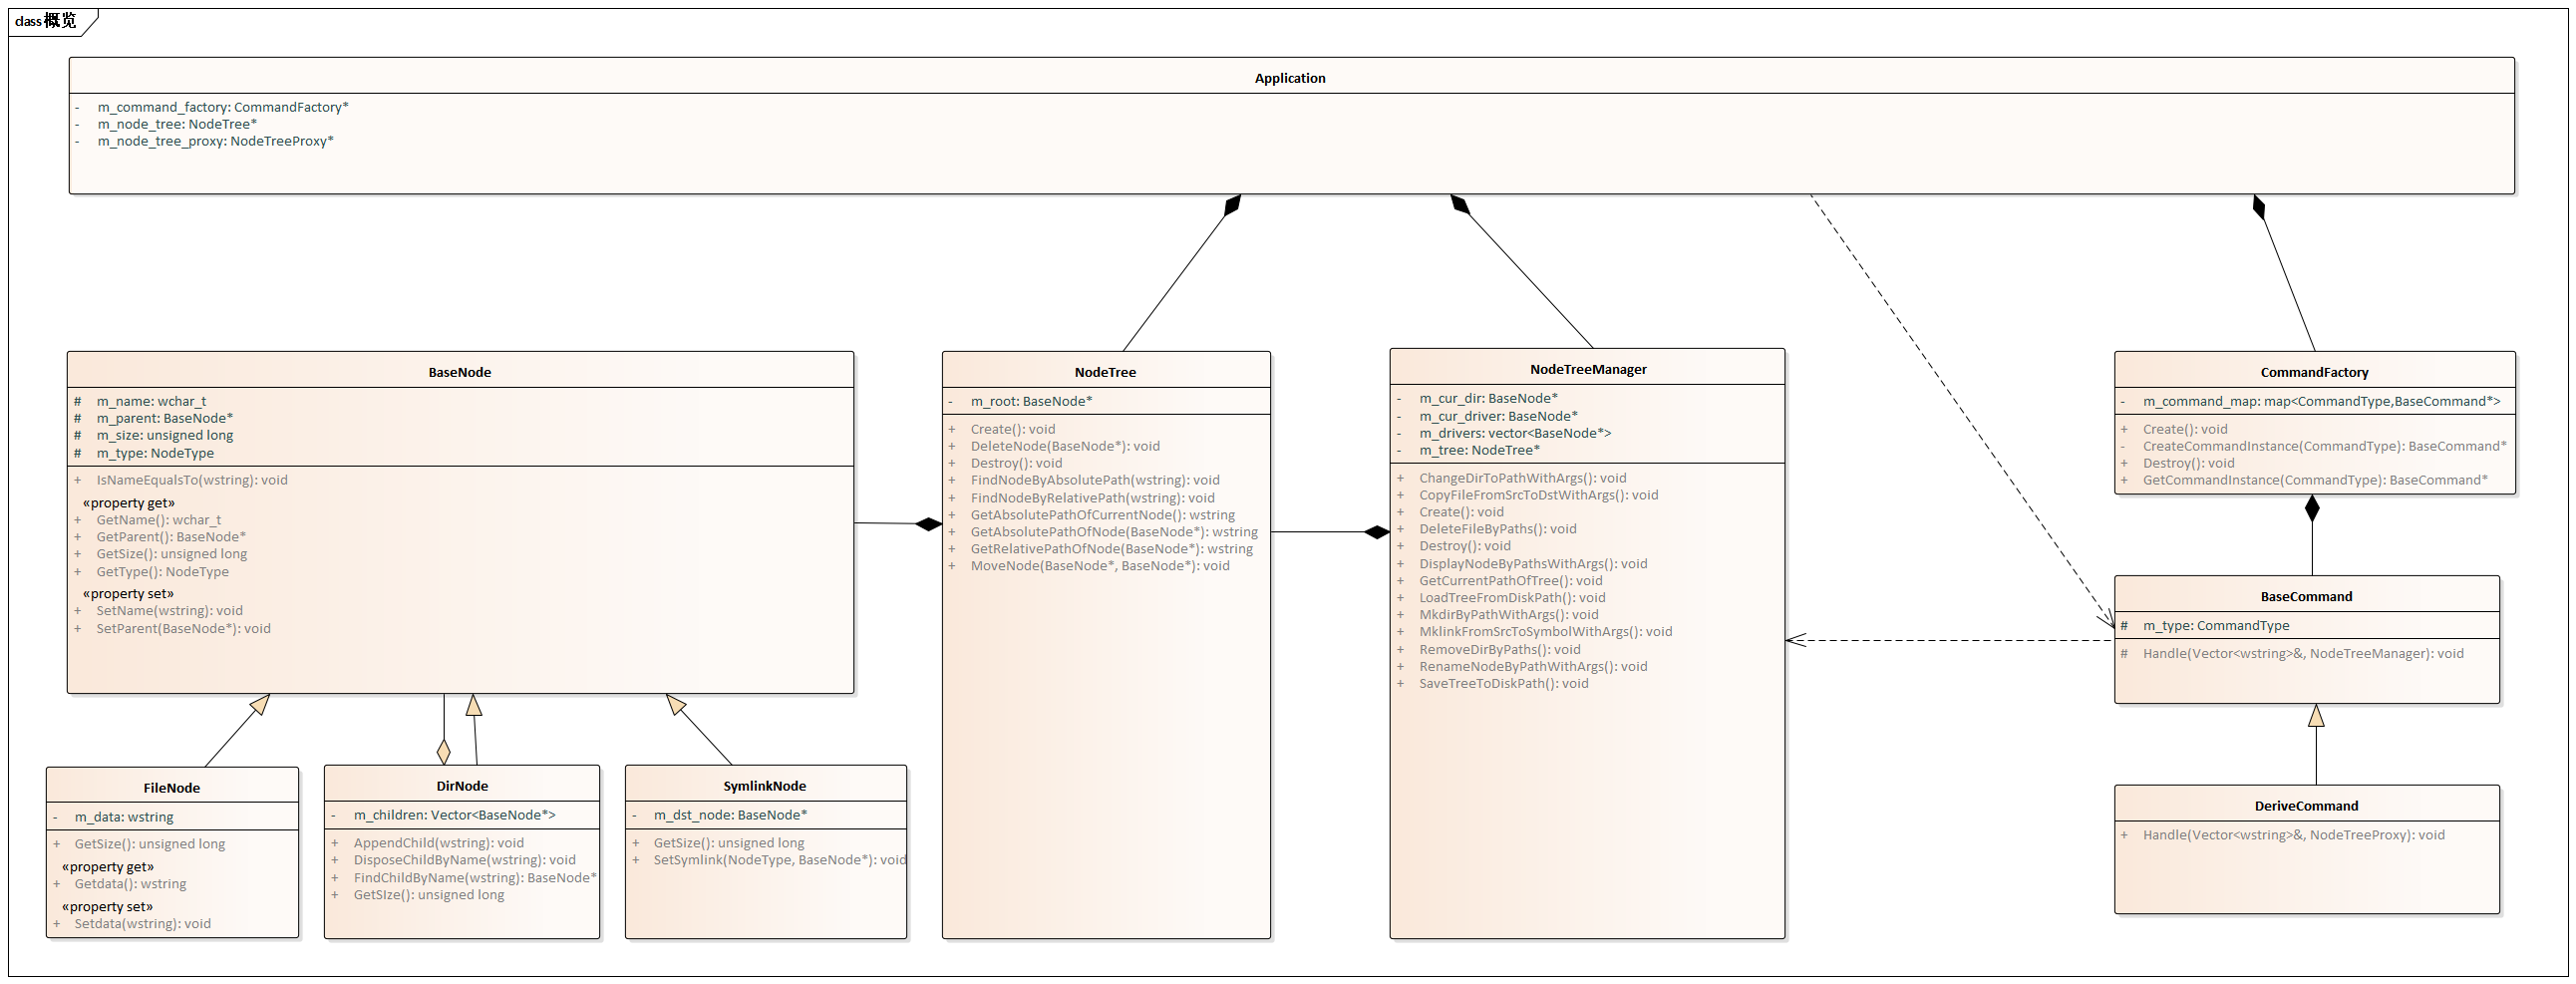 class 概览
Application
- m_command_factory: CommandFactory*
- m_node_tree: NodeTree*
- m_node_tree_proxy: NodeTreeProxy*
BaseNode
# m_name: wchar_t
# m_parent: BaseNode*
# m_size: unsigned long
# m_type: NodeType
+ IsNameEqualsTo(wstring): void
«property get»
+ GetName(): wchar_t
+ GetParent(): BaseNode*
+ GetSize(): unsigned long
+ GetType(): NodeType
«property set»
+ SetName(wstring): void
+ SetParent(BaseNode*): void
NodeTree
- m_root: BaseNode*
+ Create(): void
+ DeleteNode(BaseNode*): void
+ Destroy(): void
+ FindNodeByAbsolutePath(wstring): void
+ FindNodeByRelativePath(wstring): void
+ GetAbsolutePathOfCurrentNode(): wstring
+ GetAbsolutePathOfNode(BaseNode*): wstring
+ GetRelativePathOfNode(BaseNode*): wstring
+ MoveNode(BaseNode*, BaseNode*): void
NodeTreeManager
- m_cur_dir: BaseNode*
- m_cur_driver: BaseNode*
- m_drivers: vector<BaseNode*>
- m_tree: NodeTree*
+ ChangeDirToPathWithArgs(): void
+ CopyFileFromSrcToDstWithArgs(): void
+ Create(): void
+ DeleteFileByPaths(): void
+ Destroy(): void
+ DisplayNodeByPathsWithArgs(): void
+ GetCurrentPathOfTree(): void
+ LoadTreeFromDiskPath(): void
+ MkdirByPathWithArgs(): void
+ MklinkFromSrcToSymbolWithArgs(): void
+ RemoveDirByPaths(): void
+ RenameNodeByPathWithArgs(): void
+ SaveTreeToDiskPath(): void
CommandFactory
- m_command_map: map<CommandType,BaseCommand*>
+ Create(): void
- CreateCommandInstance(CommandType): BaseCommand*
+ Destroy(): void
+ GetCommandInstance(CommandType): BaseCommand*
BaseCommand
# m_type: CommandType
# Handle(Vector<wstring>&, NodeTreeManager): void
FileNode
- m_data: wstring
+ GetSize(): unsigned long
«property get»
+ Getdata(): wstring
«property set»
+ Setdata(wstring): void
DirNode
- m_children: Vector<BaseNode*>
+ AppendChild(wstring): void
+ DisposeChildByName(wstring): void
+ FindChildByName(wstring): BaseNode*
+ GetSIze(): unsigned long
SymlinkNode
- m_dst_node: BaseNode*
+ GetSize(): unsigned long
+ SetSymlink(NodeType, BaseNode*): void
DeriveCommand
+ Handle(Vector<wstring>&, NodeTreeProxy): void